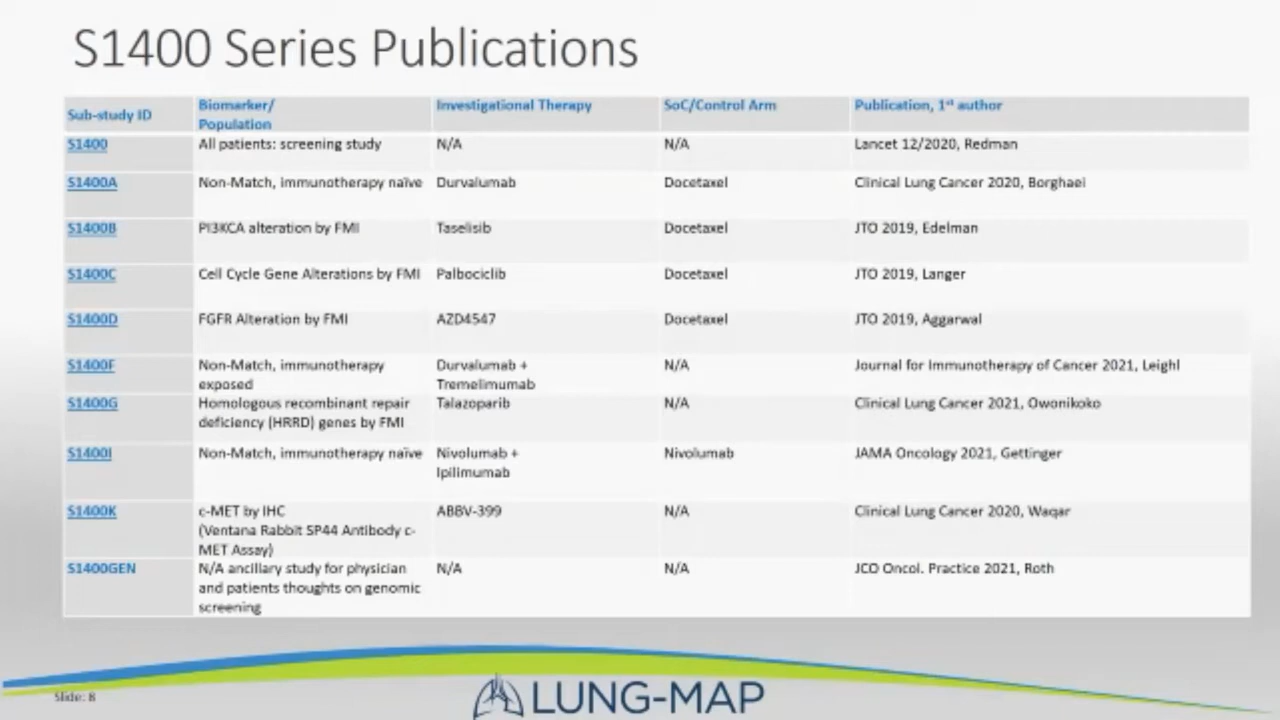 S1400 Series Publications
Sub-study ID
Biomarker/
Population
Investigational Therapy
SoC/Control Arm
Publication, 1st author
S1400
All patients: screening study
N/A
N/A
Lancet 12/2020, Redman
S1400A
Non-Match, immunotherapy naïve
Durvalumab
Docetaxel
Clinical Lung Cancer 2020, Borghaei
S1400B
PI3KCA alteration by FMI
Taselisib
Docetaxel
JTO 2019, Edelman
S1400C
Cell Cycle Gene Alterations by FMI
Palbociclib
Docetaxel
JTO 2019, Langer
S1400D
FGFR Alteration by FMI
AZD4547
Docetaxel
JTO 2019, Aggarwal
S1400F
Non-Match, immunotherapy
exposed
Durvalumab +
Tremelimumab
N/A
Journal for Immunotherapy of Cancer 2021, Leighl
S1400G
Homologous recombinant repair
deficiency (HRRD) genes by FMI
Talazoparib
N/A
Clinical Lung Cancer 2021, Owonikoko
S1400I
Non-Match, immunotherapy naïve
Nivolumab +
Ipilimumab
Nivolumab
JAMA Oncology 2021, Gettinger
S1400K
c-MET by IHC
(Ventana Rabbit SP44 Antibody c-
MET Assay)
ABBV-399
N/A
Clinical Lung Cancer 2020, Waqar
S1400GEN
N/A ancillary study for physician
and patients thoughts on genomic
screening
N/A
N/A
JCO Oncol. Practice 2021, Roth
Slide: 8
LUNG-MAP